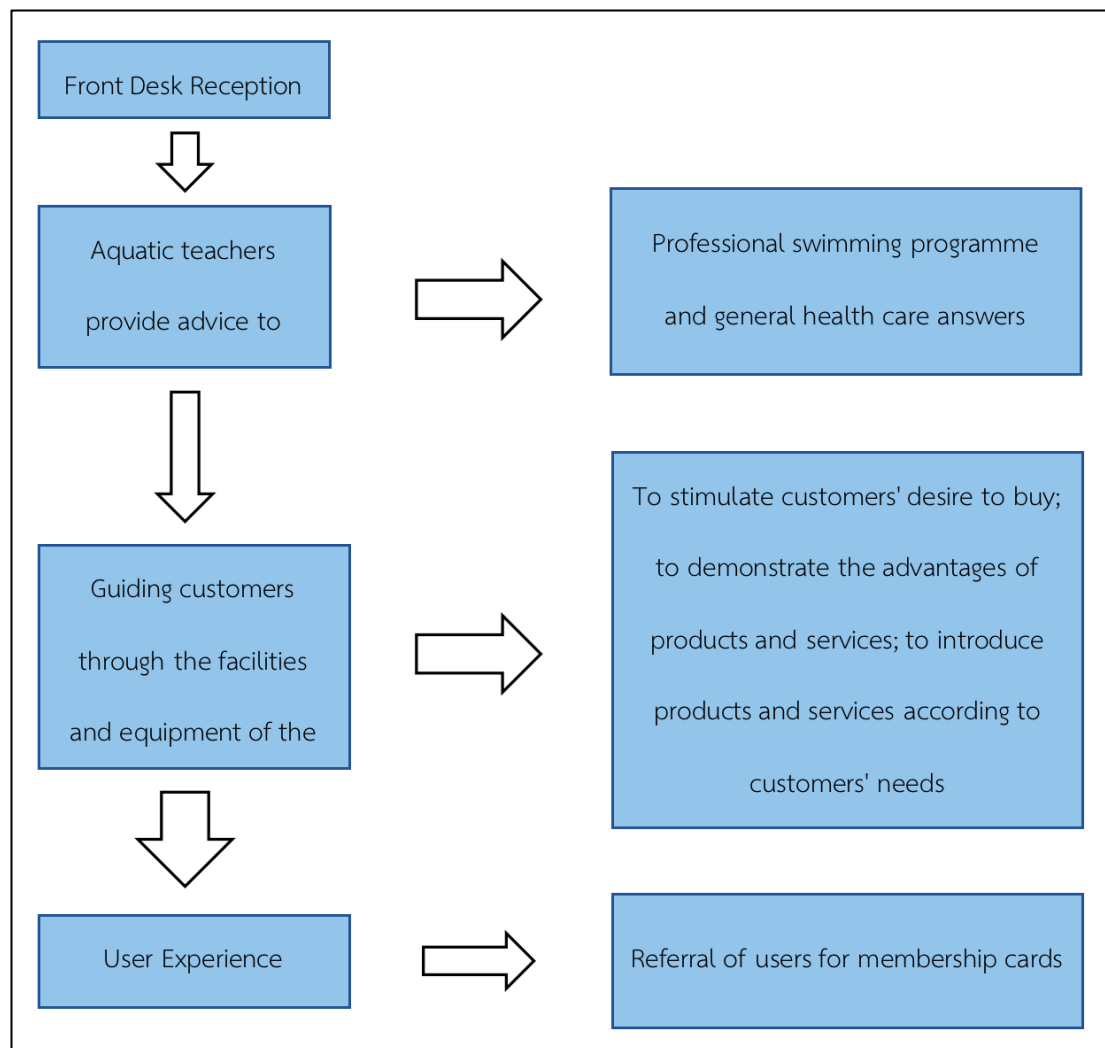 Front Desk Reception
Aquatic teachers
provide advice to
Professional swimming programme
and general health care answers
Guiding customers
through the facilities
and equipment of the
To stimulate customers' desire to buy;
to demonstrate the advantages of
products and services; to introduce
products and services according to
customers' needs
User Experience
Referral of users for membership cards